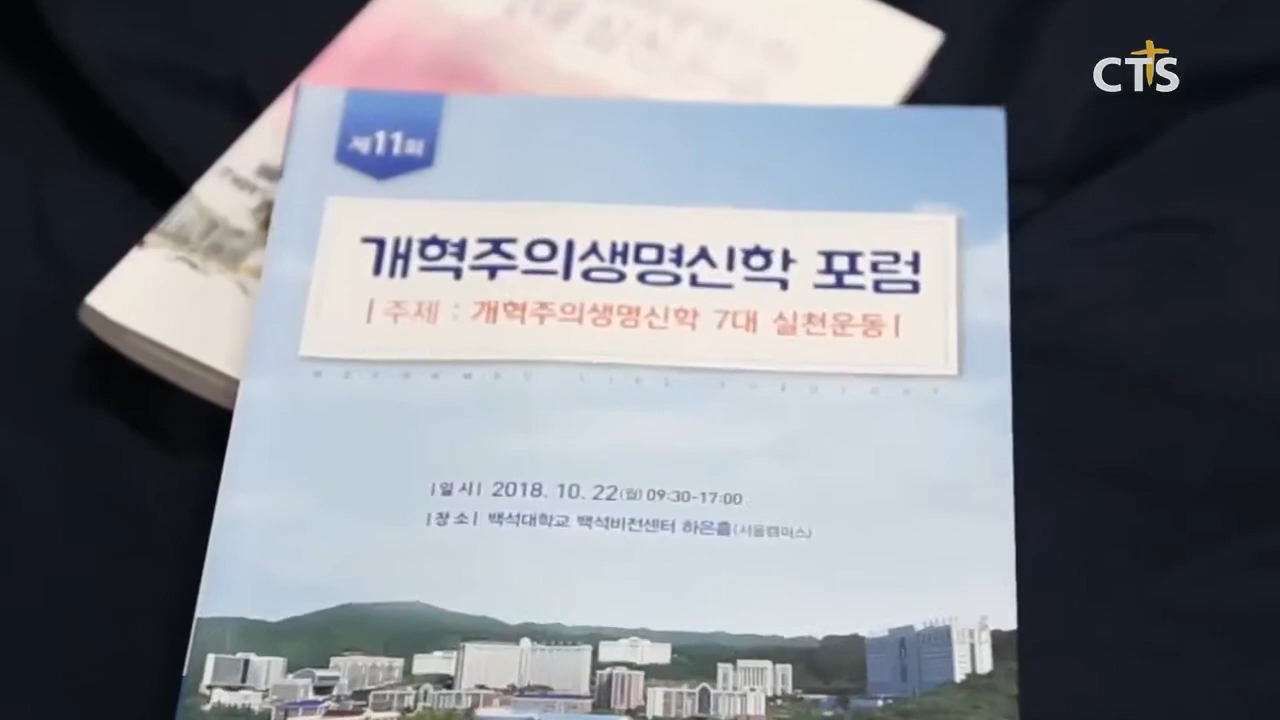 CTS
제11회
개혁주의생명신학 포럼
|주제 : 개혁주의생명신학 7대 실천운동|
|일 시| 2018. 10. 22(월) 09:30-17:00
|장 소| 백석대학교 백석비전센터 하은홀(서울캠퍼스)